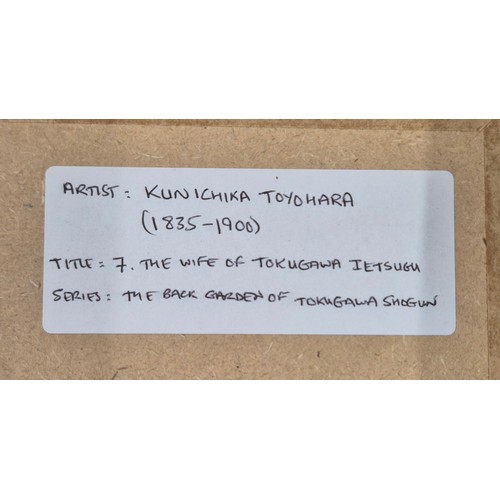 ARTIST: KUNICHIKA TOYOHARA
(1835-1900)
TITLE: 7. THE WIFE OF TOKUGAWA IETSUGU
SERIES: THE BACK GARDEN OF TOKUGAWA SHOGUN